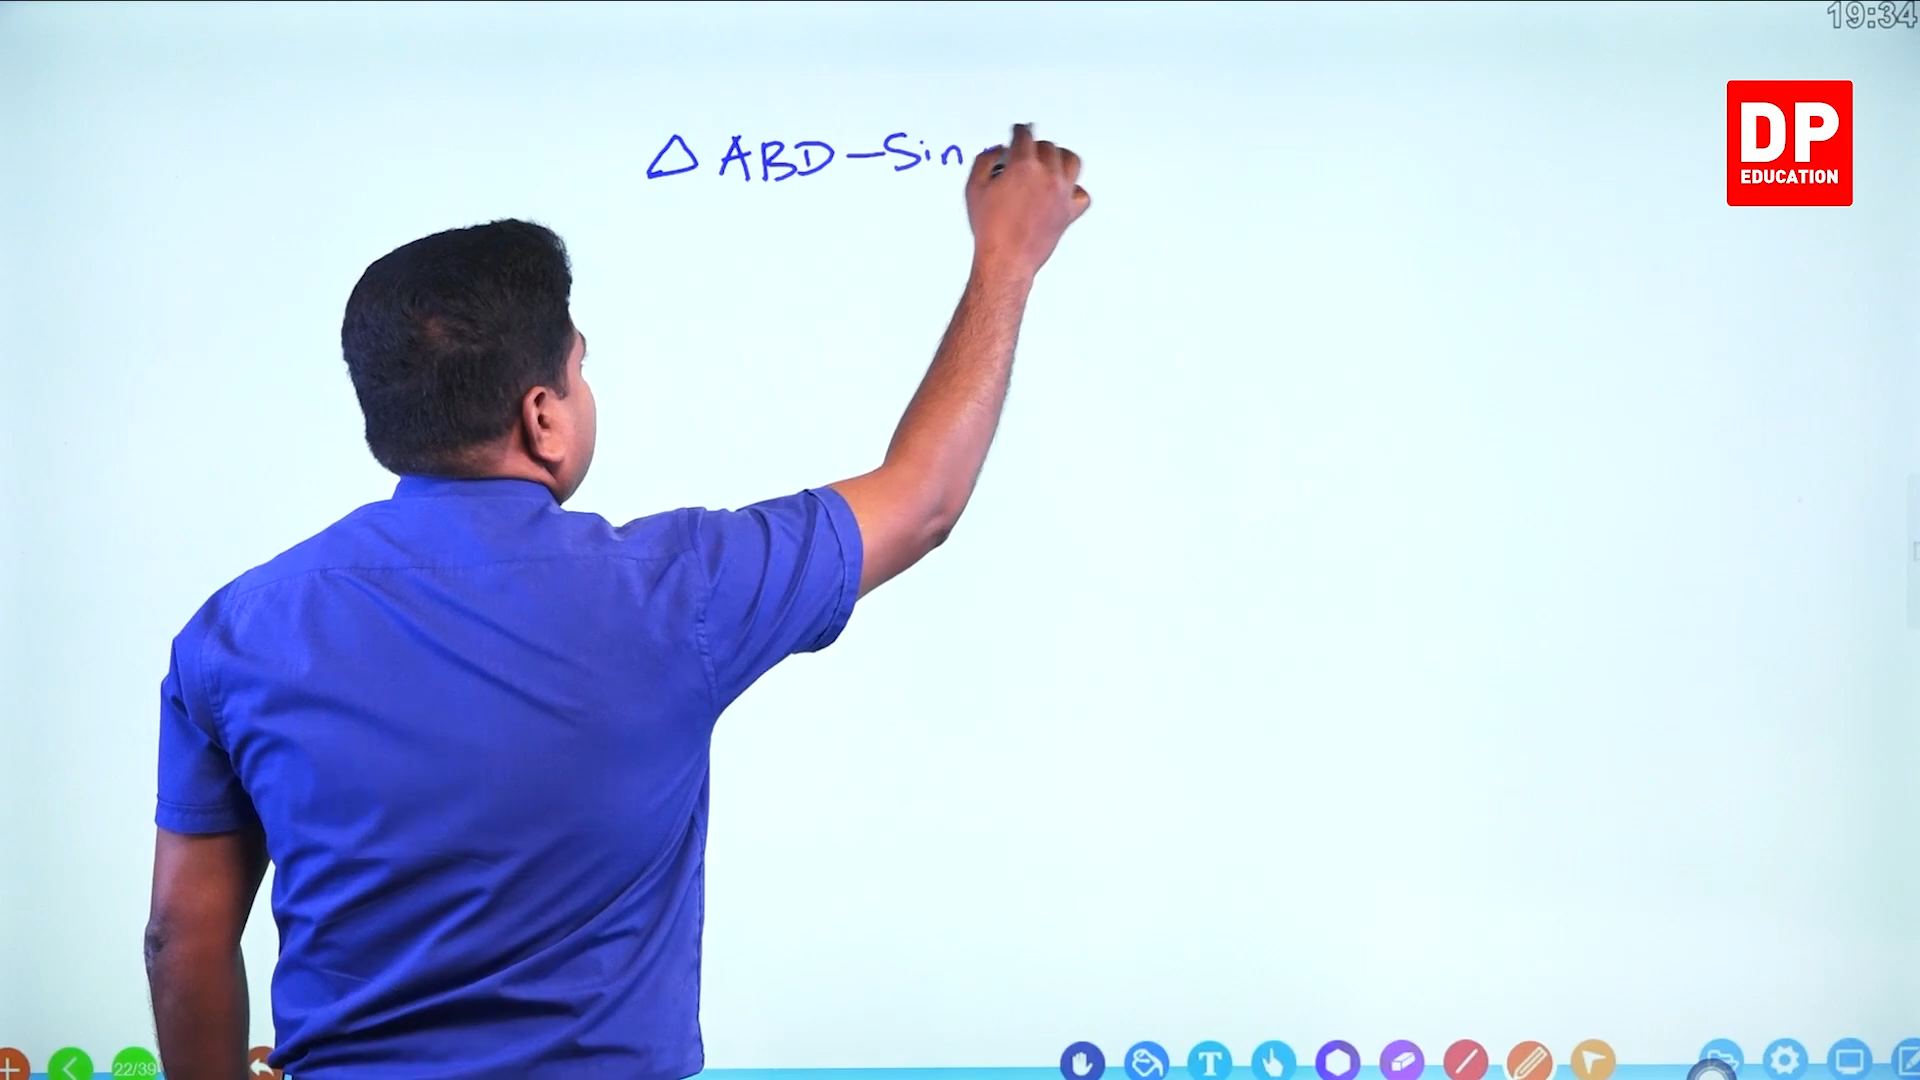 19:34
DP
EDUCATION
△ ABD – Sin
22/39
T